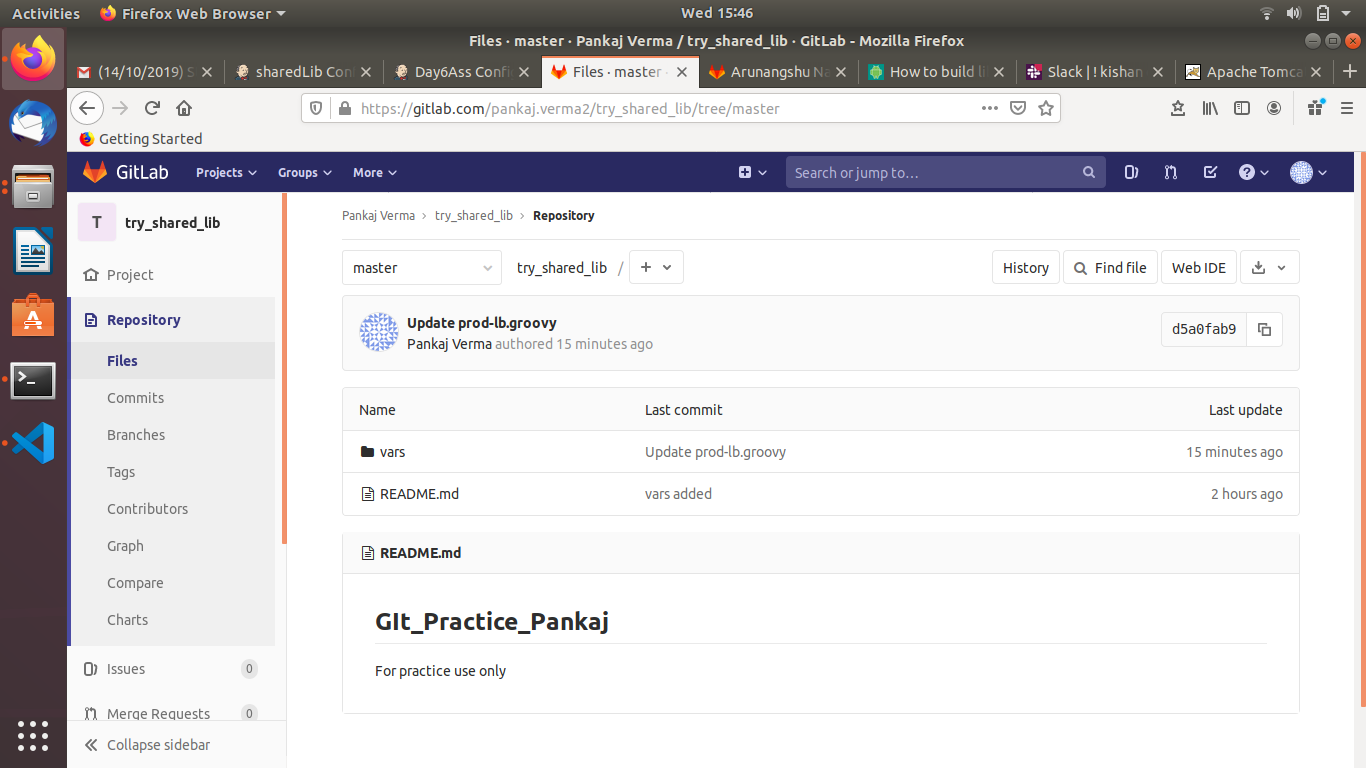 Activities Firefox Web Browser Wed 15:46
Files · master · Pankaj Verma / try_shared_lib · GitLab - Mozilla Firefox
(14/10/2019) S sharedLib Con Day6Ass Confi Files · master · Arunangshu Na How to build li Slack | ! kishan Apache Tomca
https://gitlab.com/pankaj.verma2/try_shared_lib/tree/master
Getting Started
GitLab Projects Groups More Search or jump to…
T try_shared_lib
Project
Repository
Files
Commits
Branches
Tags
Contributors
Graph
Compare
Charts
Issues 0
Merge Requests 0
Collapse sidebar
Pankaj Verma › try_shared_lib › Repository
master try_shared_lib / + History Find file Web IDE
Update prod-lb.groovy
Pankaj Verma authored 15 minutes ago
d5a0fab9
Name Last commit Last update
vars Update prod-lb.groovy 15 minutes ago
README.md vars added 2 hours ago
README.md
GIt_Practice_Pankaj
For practice use only